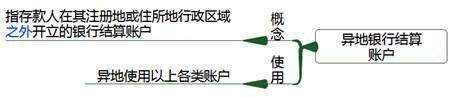 指存款人在其注册地或住所地行政区域
之外开立的银行结算账户
概念
异地银行结算
账户
使用
异地使用以上各类账户